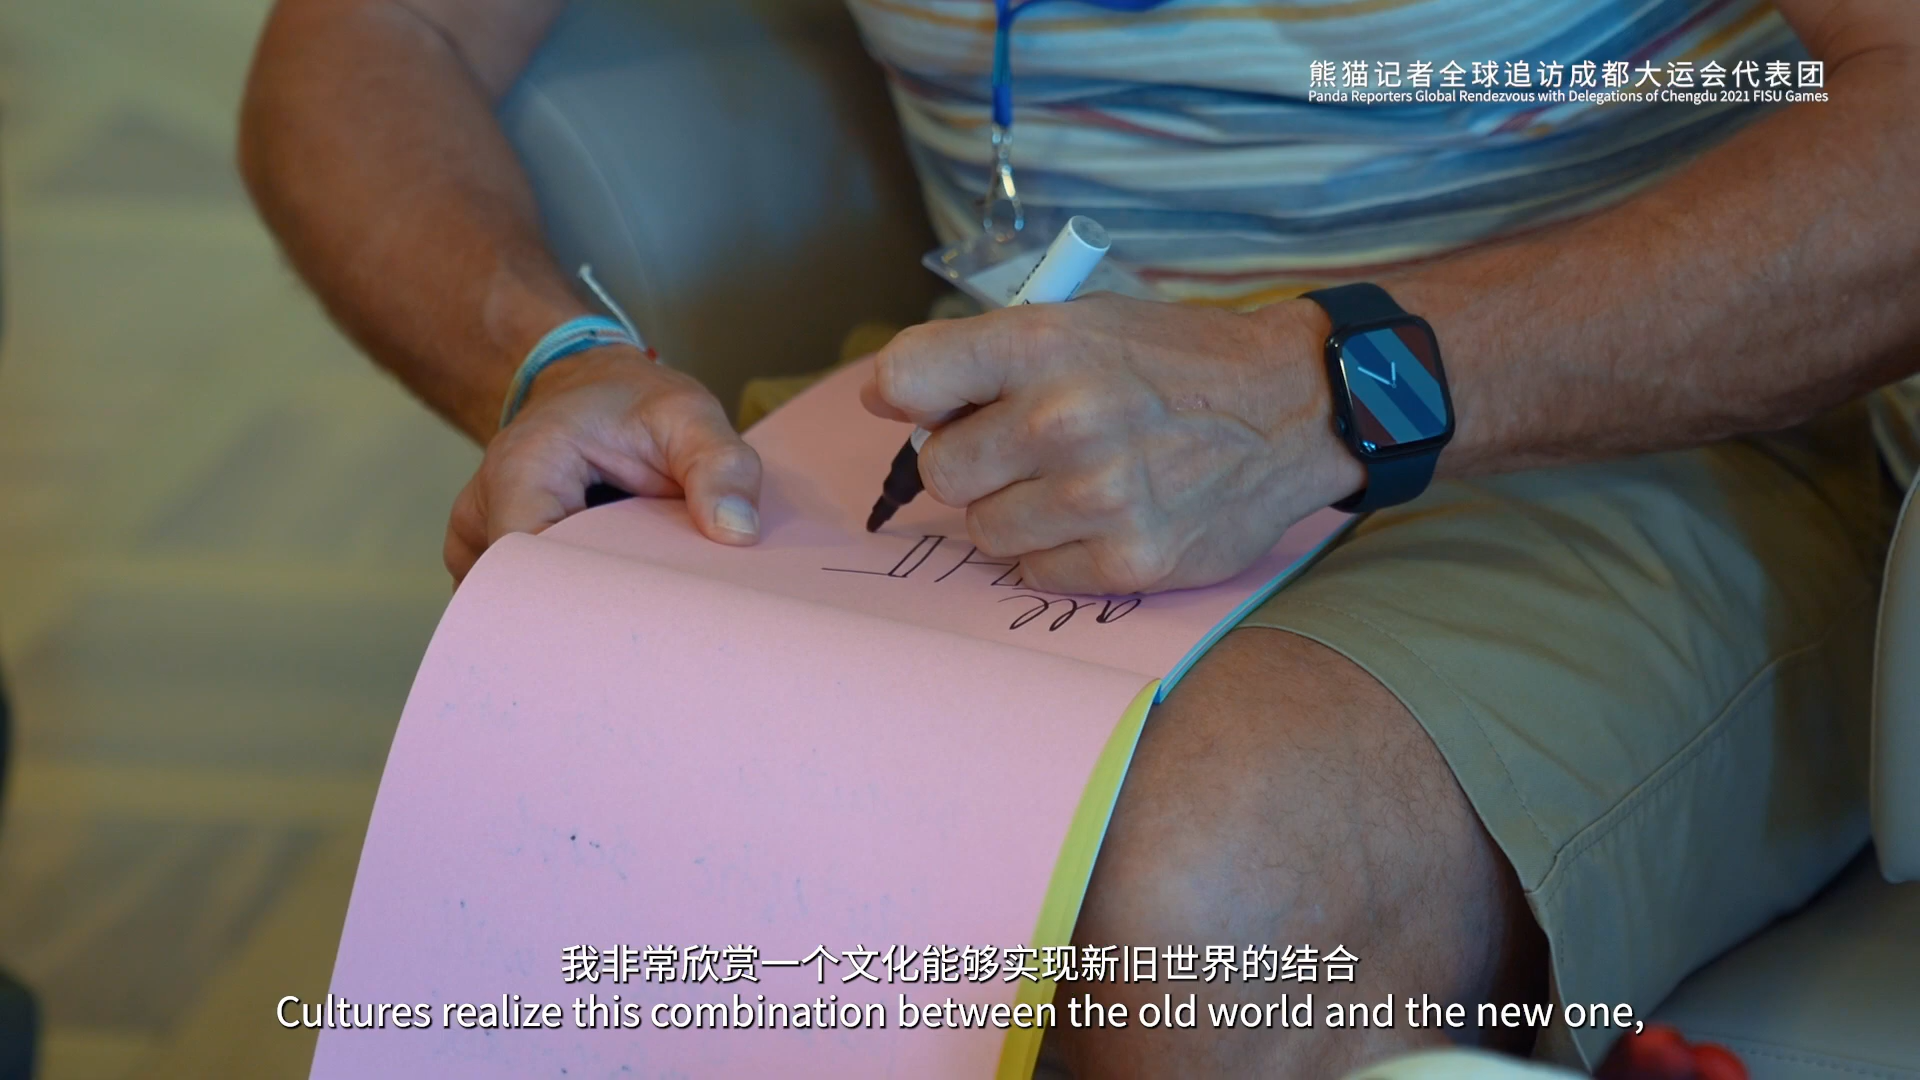 熊猫记者全球追访成都大运会代表团
Panda Reporters Global Rendezvous with Delegations of Chengdu 2021 FISU Games
all
我非常欣赏一个文化能够实现新旧世界的结合
Cultures realize this combination between the old world and the new one,